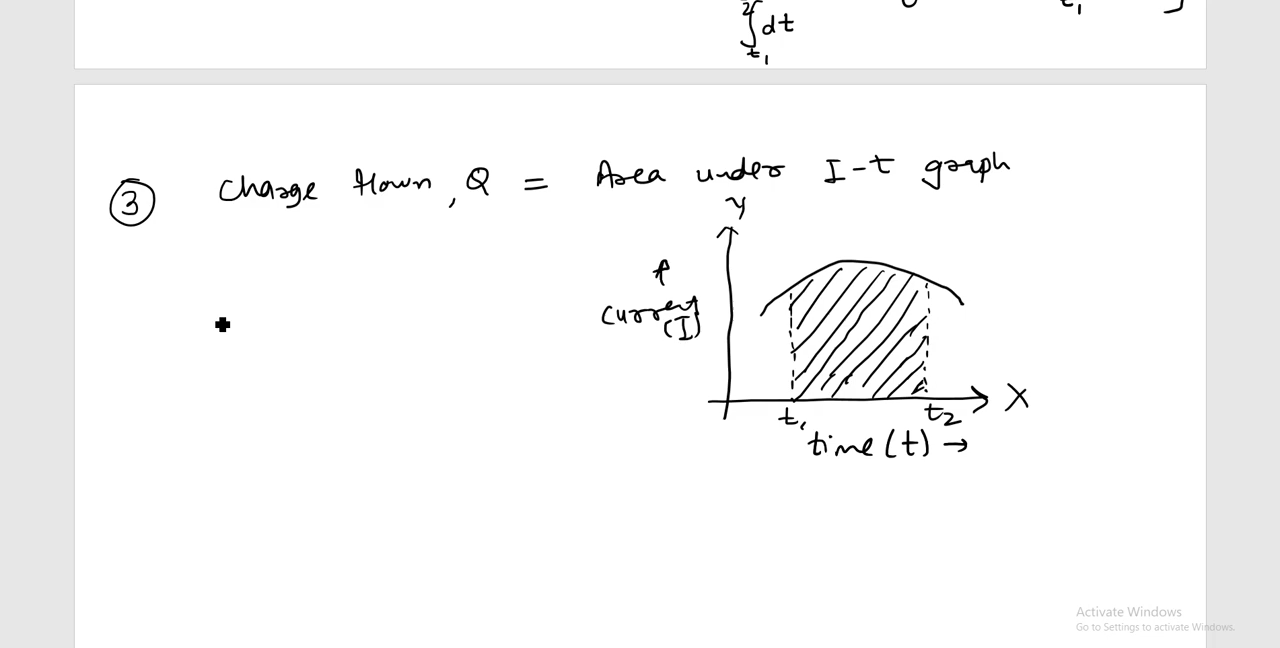 ∫dt
t₁
t₁
③ Charge flown, Q = Area under I-t graph
y
↑
current
(I)
t₁
t₂
X
time (t) →
Activate Windows
Go to Settings to activate Windows.